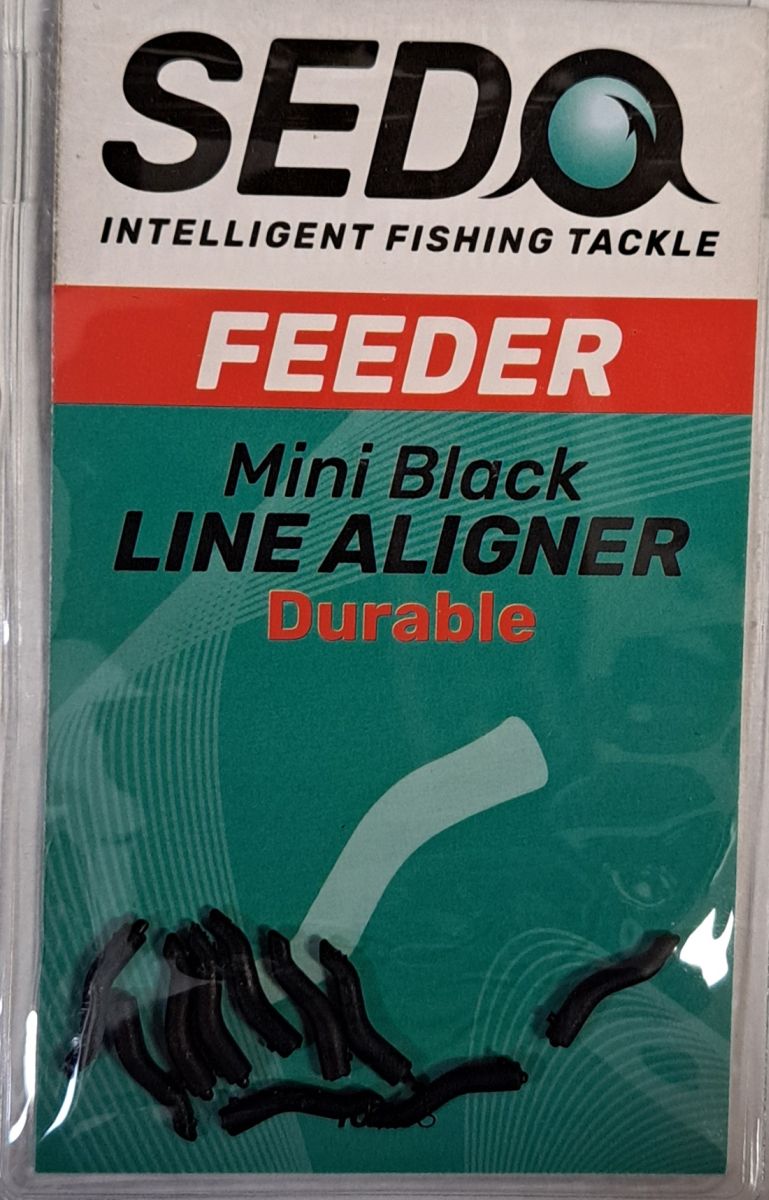 SEDO
INTELLIGENT FISHING TACKLE
FEEDER
Mini Black
LINE ALIGNER
Durable